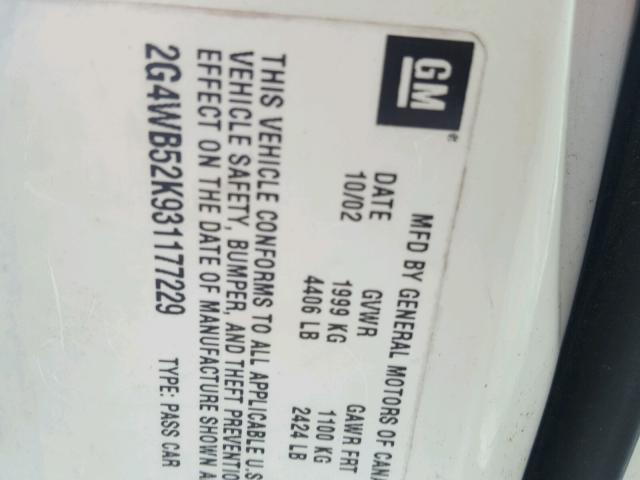 GM®
MFD BY GENERAL MOTORS OF CANA
DATE GVWR GAWR FRT
10/02 1999 KG 1100 KG
4406 LB 2424 LB
THIS VEHICLE CONFORMS TO ALL APPLICABLE U.S
VEHICLE SAFETY, BUMPER, AND THEFT PREVENTIO
EFFECT ON THE DATE OF MANUFACTURE SHOWN A
2G4WB52K931177229 TYPE: PASS CAR